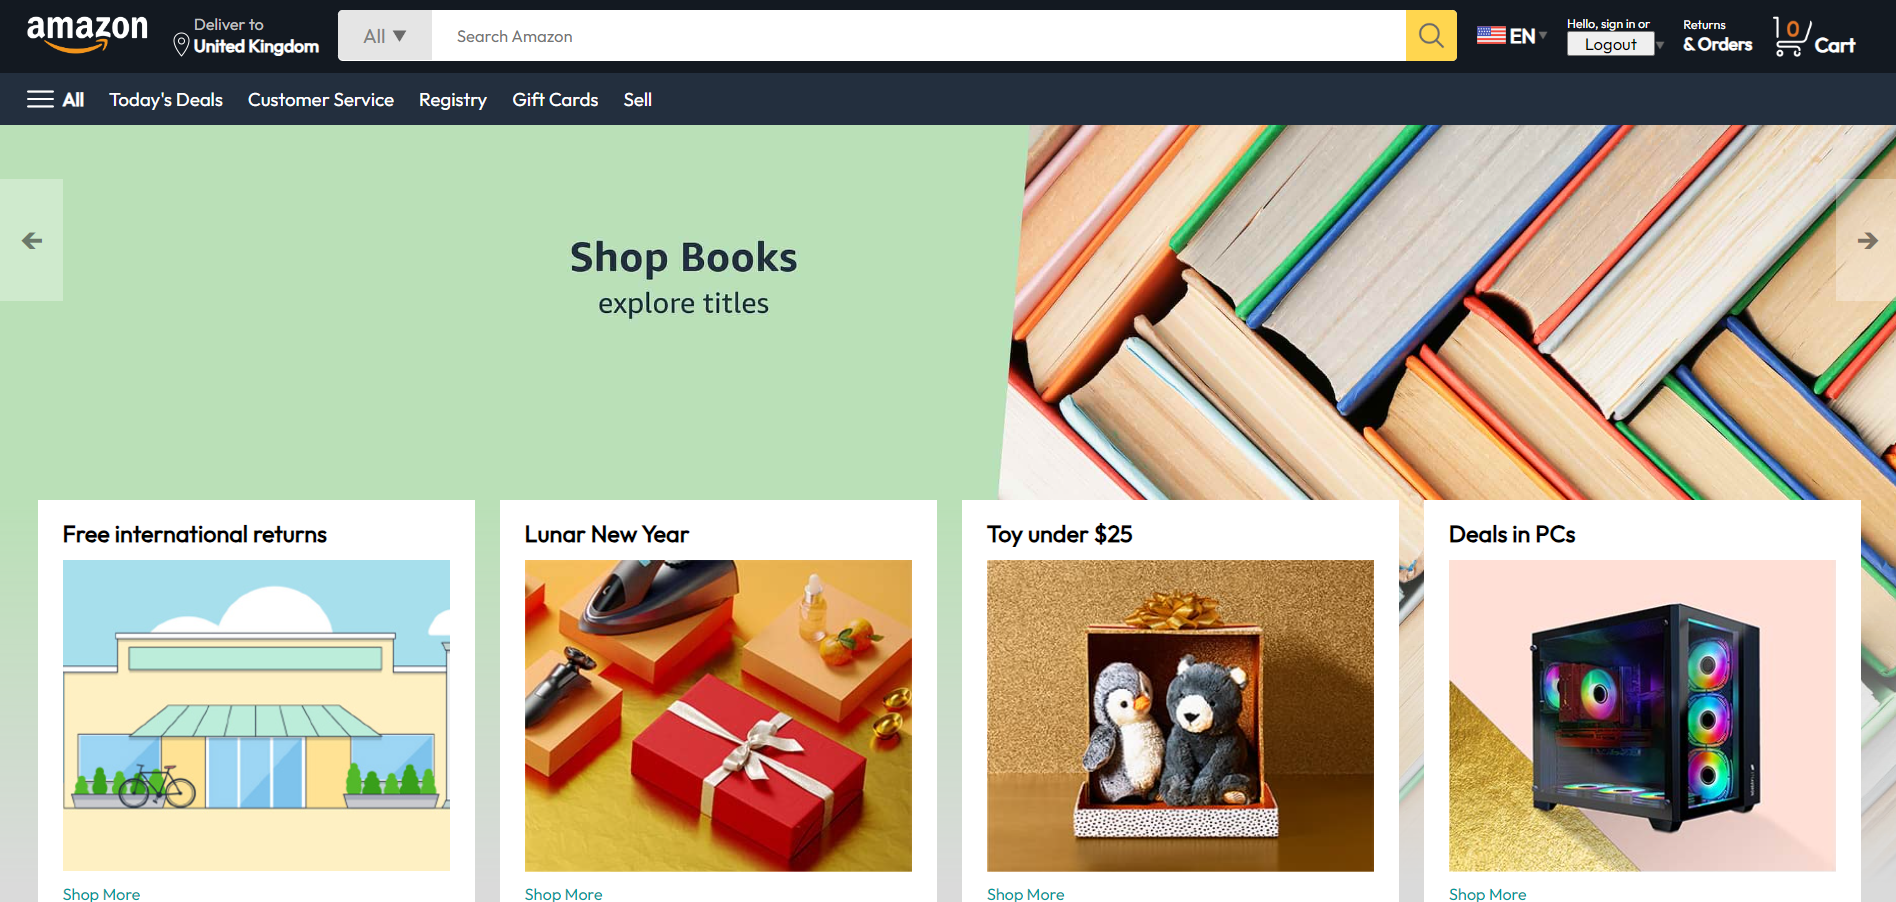 amazon
Deliver to
United Kingdom
All ▼
Search Amazon
EN
Hello, sign in or
Logout
Returns
& Orders
0
Cart
All
Today's Deals
Customer Service
Registry
Gift Cards
Sell
Shop Books
explore titles
Free international returns
Lunar New Year
Toy under $25
Deals in PCs
Shop More
Shop More
Shop More
Shop More